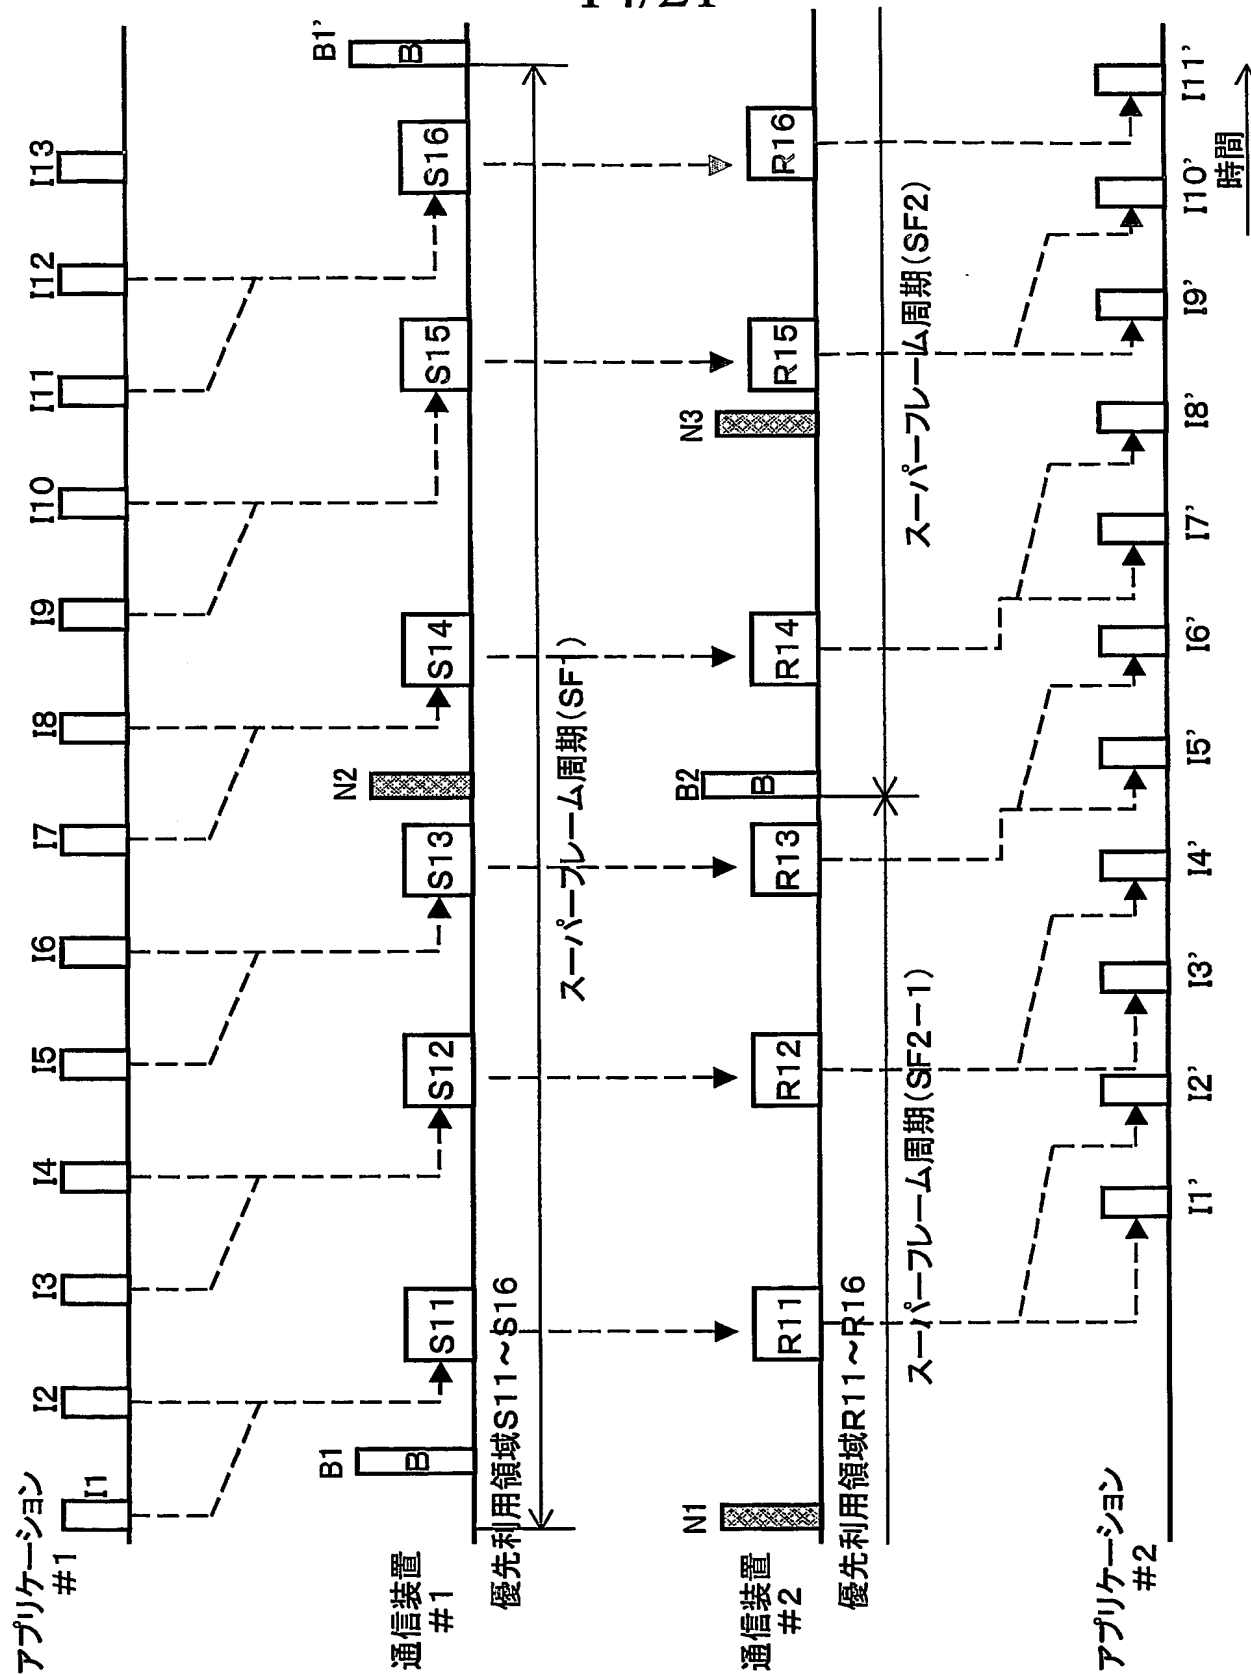 アプリケーション
#1
I1
I2
I3
I4
I5
I6
I7
I8
I9
I10
I11
I12
I13
通信装置
#1
B1
B
S11
S12
S13
N2
S14
S15
S16
B1'
B
優先利用領域S11～S16
スーパーフレーム周期(SF1)
通信装置
#2
N1
R11
R12
R13
B2
B
R14
N3
R15
R16
優先利用領域R11～R16
スーパーフレーム周期(SF2-1)
スーパーフレーム周期(SF2)
アプリケーション
#2
I1'
I2'
I3'
I4'
I5'
I6'
I7'
I8'
I9'
I10'
I11'
時間